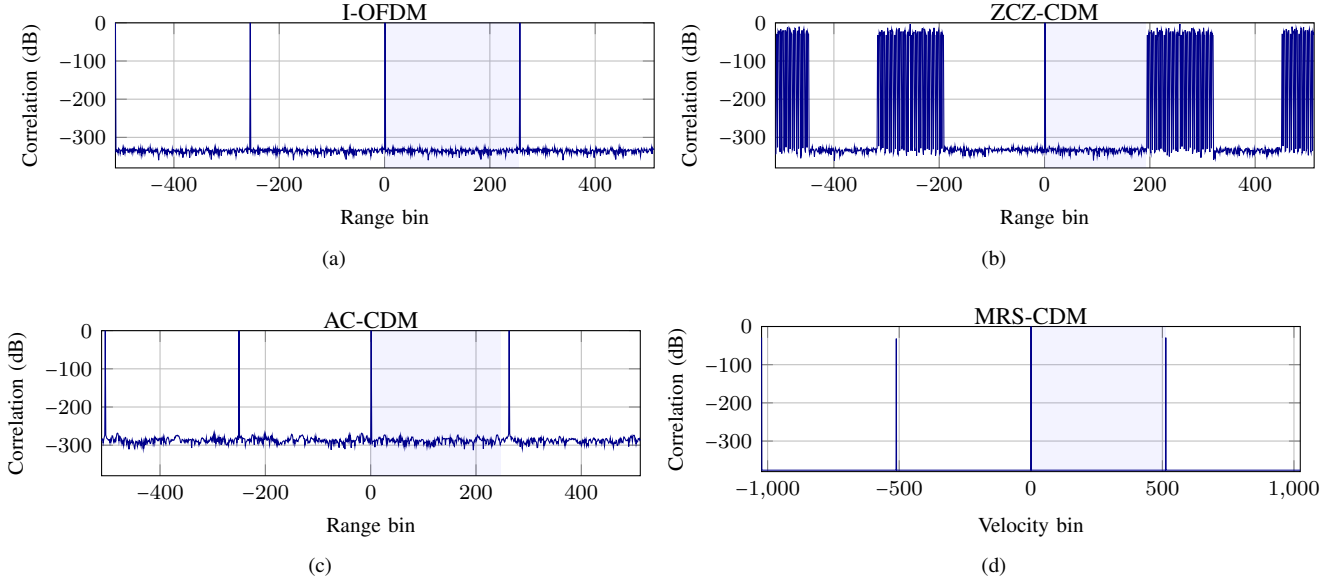 I-OFDM
Correlation (dB)
0
−100
−200
−300
−400 −200 0 200 400
Range bin
(a)
ZCZ-CDM
Correlation (dB)
0
−100
−200
−300
−400 −200 0 200 400
Range bin
(b)
AC-CDM
Correlation (dB)
0
−100
−200
−300
−400 −200 0 200 400
Range bin
(c)
MRS-CDM
Correlation (dB)
0
−100
−200
−300
−1,000 −500 0 500 1,000
Velocity bin
(d)